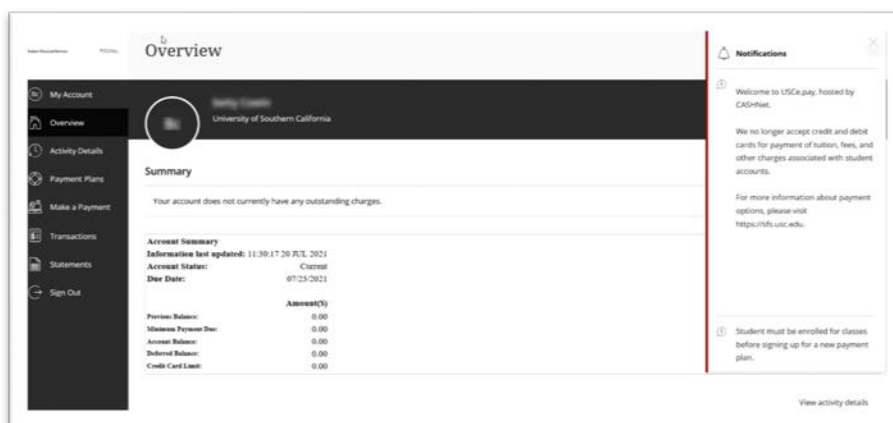 Overview
My Account
Overview
Activity Details
Payment Plans
Make a Payment
Transactions
Statements
Sign Out
University of Southern California
Summary
Your account does not currently have any outstanding charges.
Account Summary
Information last updated: 11:30:17 20 JUL 2021
Account Status: Current
Due Date: 07/23/2021
Amount($)
Previous Balance: 0.00
Minimum Payment Due: 0.00
Account Balance: 0.00
Deferred Balance: 0.00
Credit Card Limit: 0.00
Notifications
Welcome to USCe.pay, hosted by
CASHNet.
We no longer accept credit and debit
cards for payment of tuition, fees, and
other charges associated with student
accounts.
For more information about payment
options, please visit
https://sfs.usc.edu.
Student must be enrolled for classes
before signing up for a new payment
plan.
View activity details